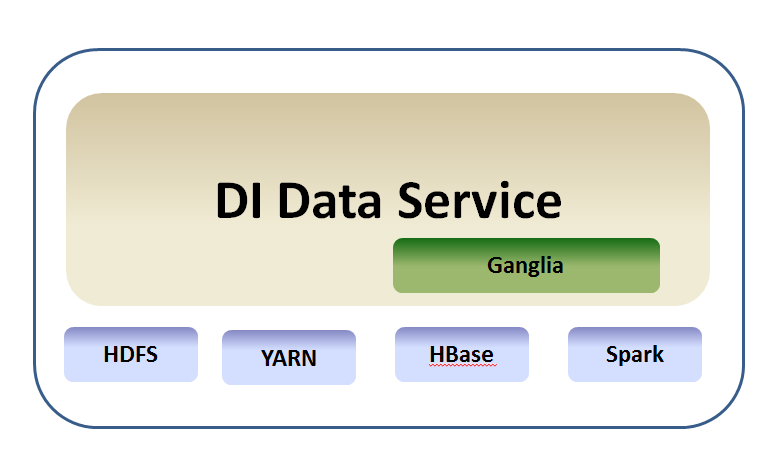 DI Data Service
Ganglia
HDFS
YARN
HBase
Spark